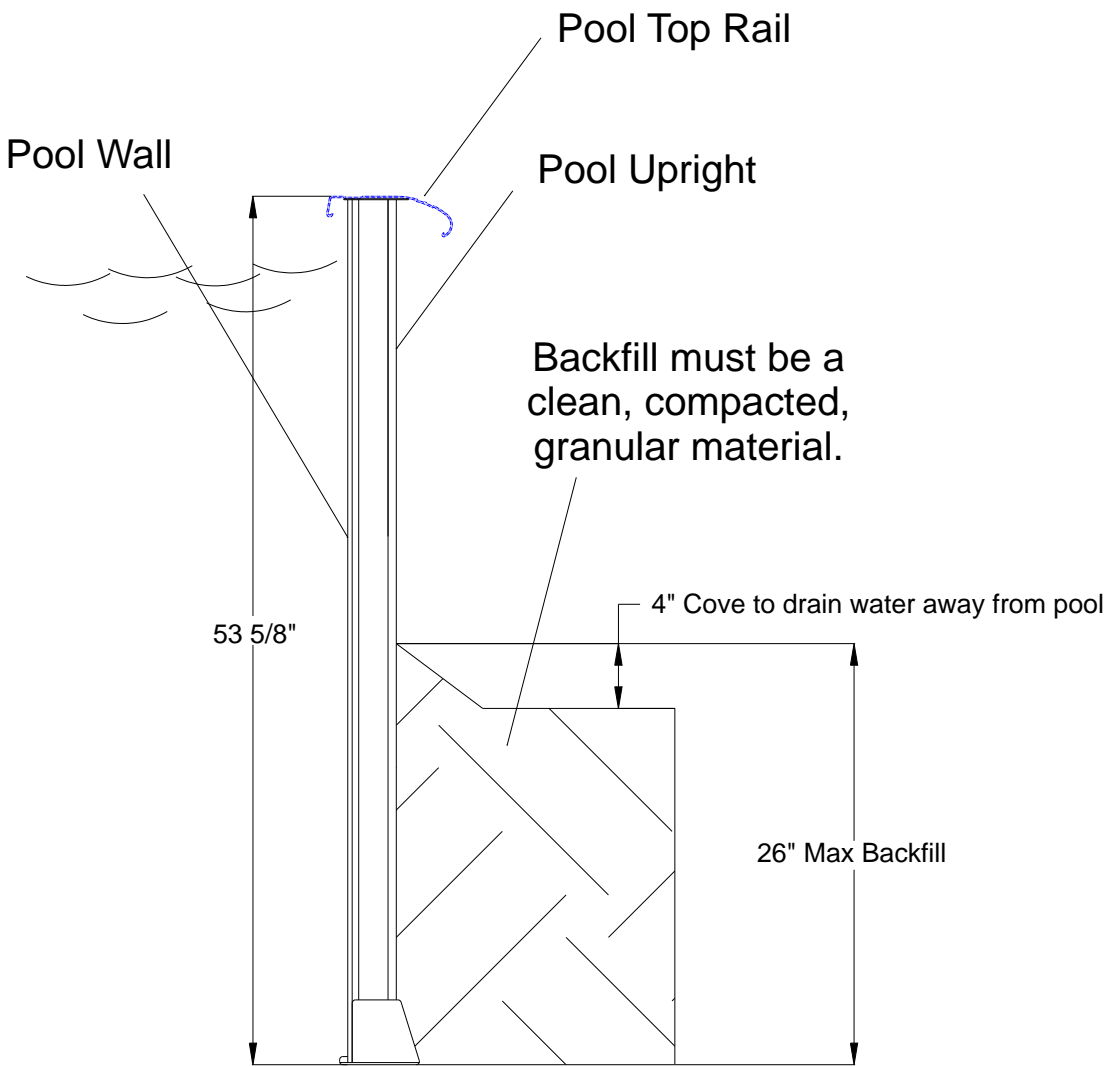 Pool Top Rail
Pool Wall
Pool Upright
Backfill must be a
clean, compacted,
granular material.
4" Cove to drain water away from pool
53 5/8"
26" Max Backfill